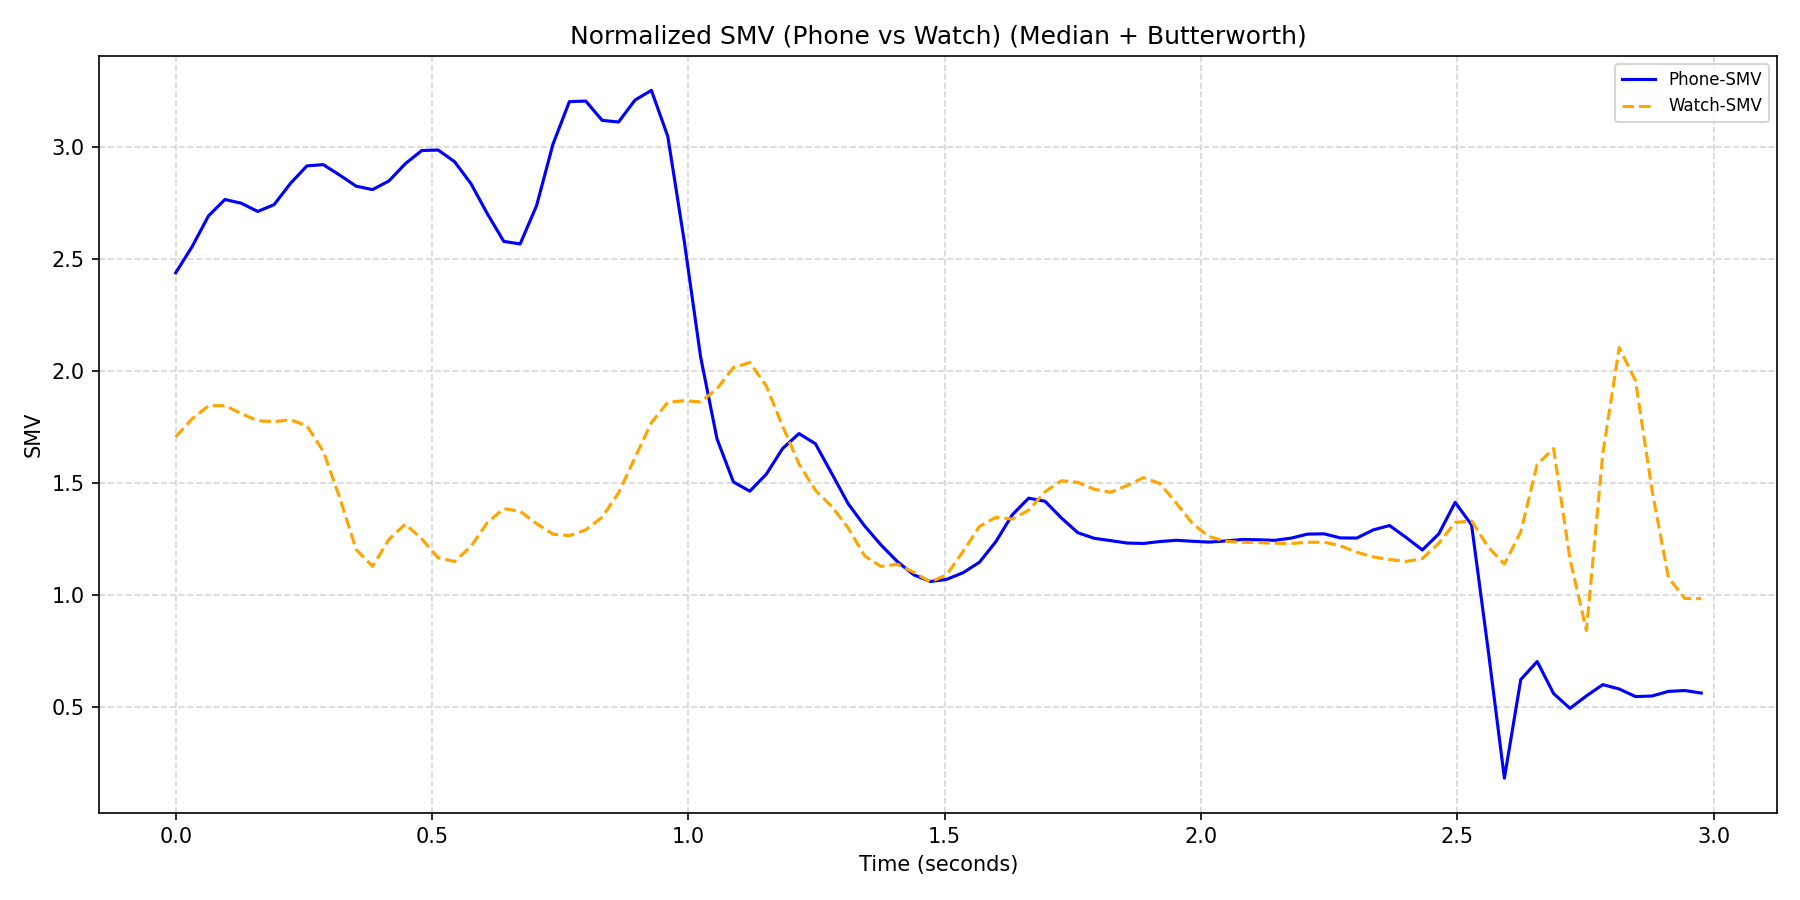 Normalized SMV (Phone vs Watch) (Median + Butterworth)
Phone-SMV
Watch-SMV
SMV
3.0
2.5
2.0
1.5
1.0
0.5
0.0 0.5 1.0 1.5 2.0 2.5 3.0
Time (seconds)